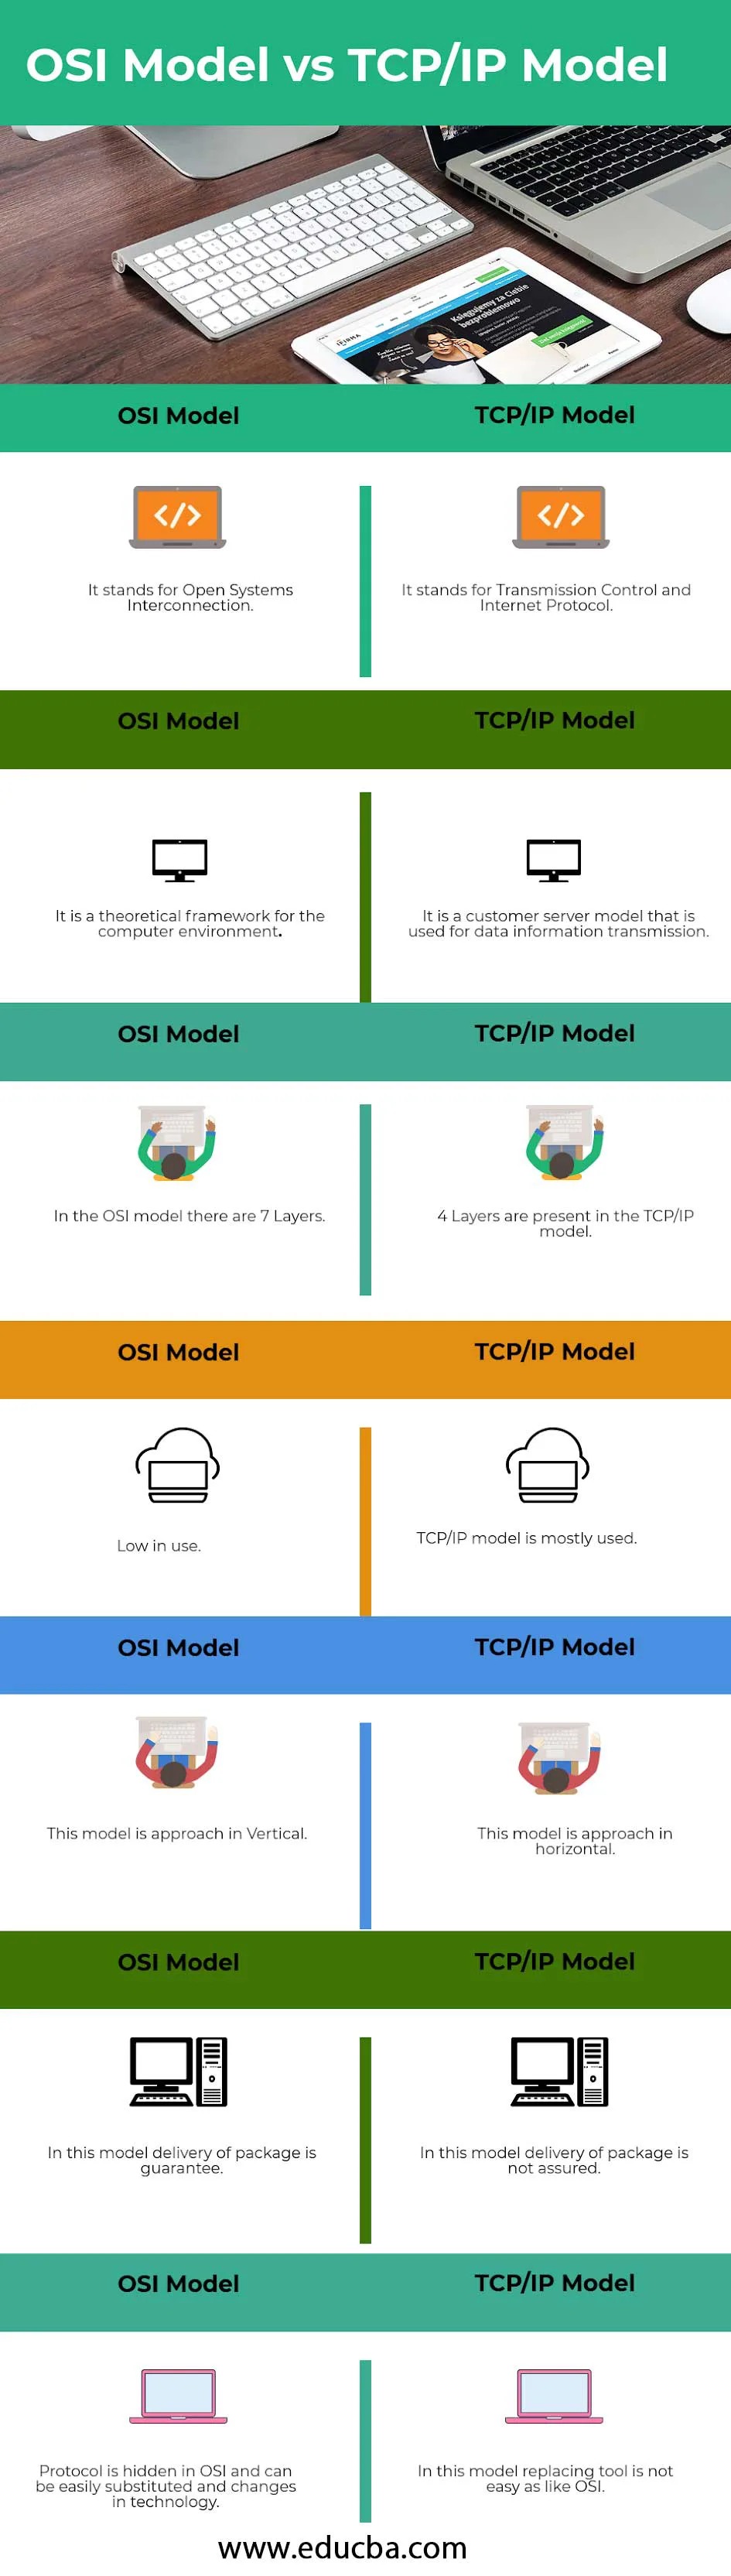 OSI Model vs TCP/IP Model
Księgujemy za Ciebie
bezproblemowo
OSI Model
TCP/IP Model
</>
</>
It stands for Open Systems
Interconnection.
It stands for Transmission Control and
Internet Protocol.
OSI Model
TCP/IP Model
It is a theoretical framework for the
computer environment.
It is a customer server model that is
used for data information transmission.
OSI Model
TCP/IP Model
In the OSI model there are 7 Layers.
4 Layers are present in the TCP/IP
model.
OSI Model
TCP/IP Model
Low in use.
TCP/IP model is mostly used.
OSI Model
TCP/IP Model
This model is approach in Vertical.
This model is approach in
horizontal.
OSI Model
TCP/IP Model
In this model delivery of package is
guarantee.
In this model delivery of package is
not assured.
OSI Model
TCP/IP Model
Protocol is hidden in OSI and can
be easily substituted and changes
in technology.
In this model replacing tool is not
easy as like OSI.
www.educba.com